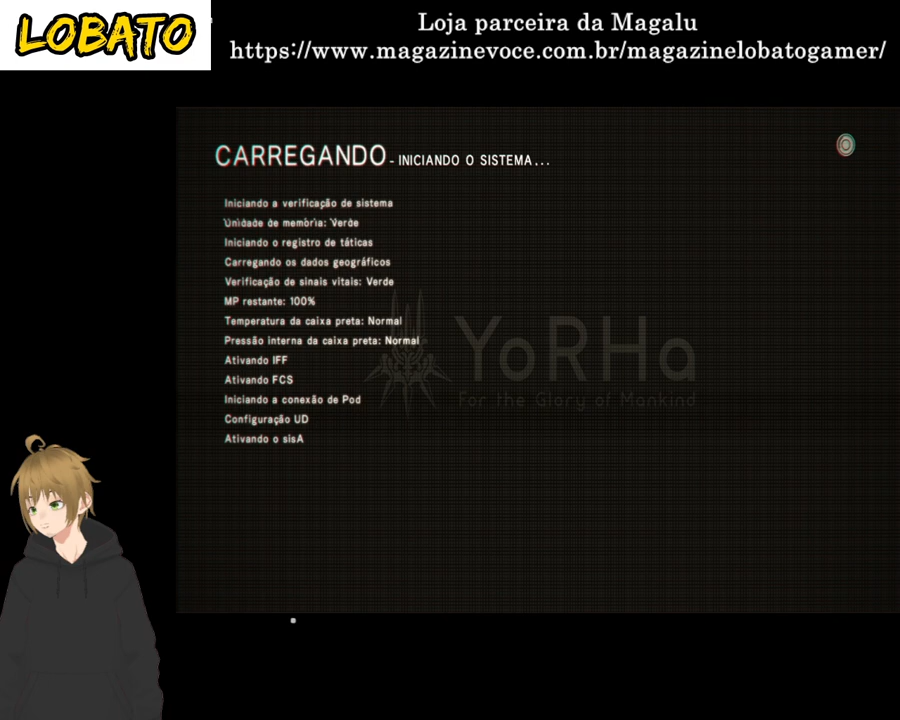 LOBATO
Loja parceira da Magalu
https://www.magazinevoce.com.br/magazinelobatogamer/
CARREGANDO - INICIANDO O SISTEMA...
Iniciando a verificação de sistema
Unidade de memória: Verde
Iniciando o registro de táticas
Carregando os dados geográficos
Verificação de sinais vitais: Verde
MP restante: 100%
Temperatura da caixa preta: Normal
Pressão interna da caixa preta: Normal
Ativando IFF
Ativando FCS
Iniciando a conexão de Pod
Configuração UD
Ativando o sisA
YoRHa
For the Glory of Mankind